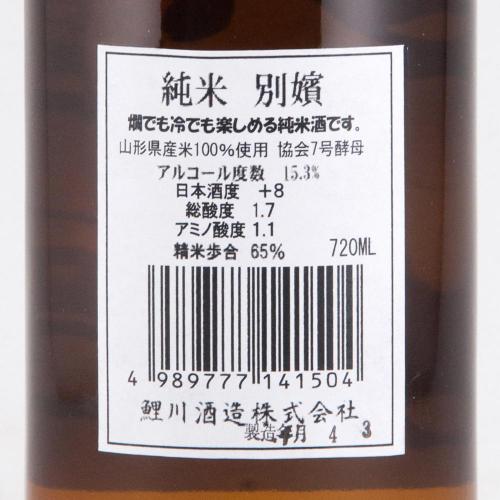 純米 別嬪
燗でも冷でも楽しめる純米酒です。
山形県産米100%使用 協会7号酵母
アルコール度数 15.3%
日本酒度 +8
総酸度 1.7
アミノ酸度 1.1
精米歩合 65% 720ML
4 989777 141504
鯉川酒造株式会社
製造年月 4 3